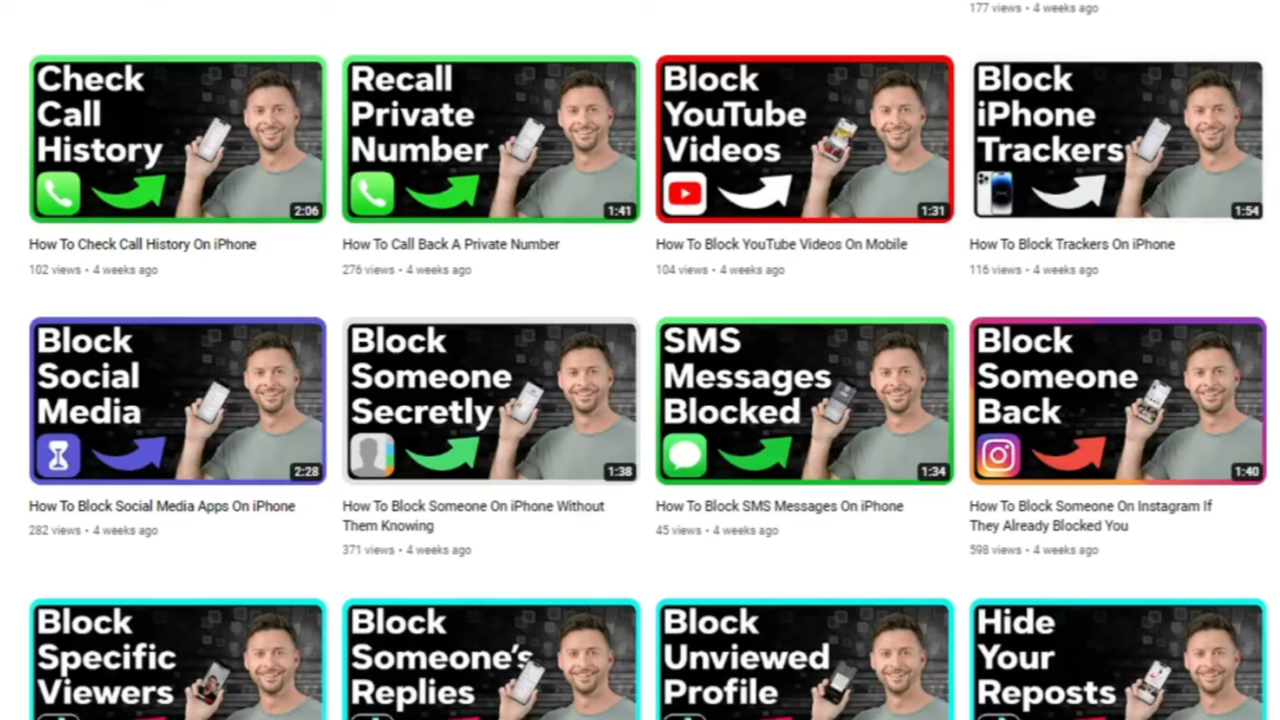 177 views • 4 weeks ago
Check
Call
History
2:06
How To Check Call History On iPhone
102 views • 4 weeks ago
Recall
Private
Number
1:41
How To Call Back A Private Number
276 views • 4 weeks ago
Block
YouTube
Videos
1:31
How To Block YouTube Videos On Mobile
104 views • 4 weeks ago
Block
iPhone
Trackers
1:54
How To Block Trackers On iPhone
116 views • 4 weeks ago
Block
Social
Media
2:28
How To Block Social Media Apps On iPhone
282 views • 4 weeks ago
Block
Someone
Secretly
1:38
How To Block Someone On iPhone Without
Them Knowing
371 views • 4 weeks ago
SMS
Messages
Blocked
1:34
How To Block SMS Messages On iPhone
45 views • 4 weeks ago
Block
Someone
Back
1:40
How To Block Someone On Instagram If
They Already Blocked You
598 views • 4 weeks ago
Block
Specific
Viewers
Block
Someone's
Replies
Block
Unviewed
Profile
Hide
Your
Reposts